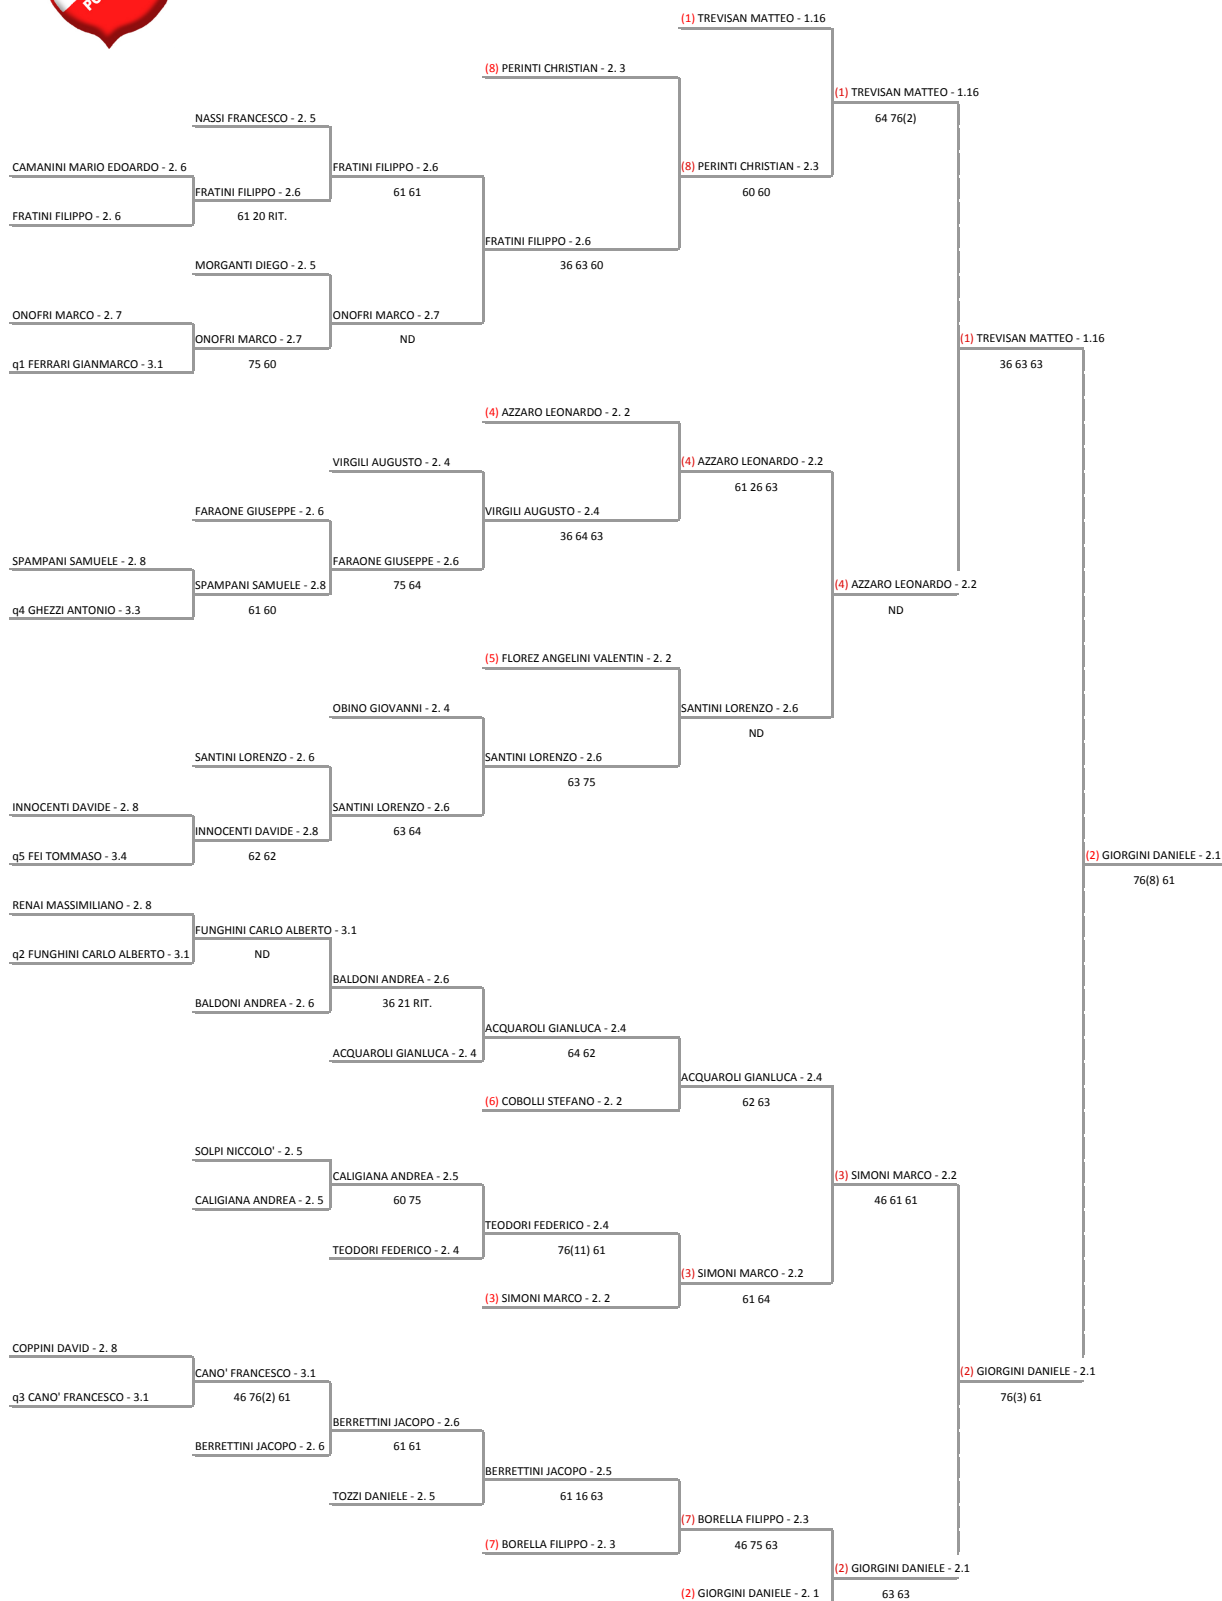 (1) TREVISAN MATTEO - 1.16
(8) PERINTI CHRISTIAN - 2. 3
(1) TREVISAN MATTEO - 1.16
64 76(2)
NASSI FRANCESCO - 2. 5
CAMANINI MARIO EDOARDO - 2. 6
FRATINI FILIPPO - 2.6
(8) PERINTI CHRISTIAN - 2.3
FRATINI FILIPPO - 2.6
61 61
60 60
FRATINI FILIPPO - 2. 6
61 20 RIT.
FRATINI FILIPPO - 2.6
MORGANTI DIEGO - 2. 5
36 63 60
ONOFRI MARCO - 2. 7
ONOFRI MARCO - 2.7
ONOFRI MARCO - 2.7
ND
(1) TREVISAN MATTEO - 1.16
q1 FERRARI GIANMARCO - 3.1
75 60
36 63 63
(4) AZZARO LEONARDO - 2. 2
VIRGILI AUGUSTO - 2. 4
(4) AZZARO LEONARDO - 2.2
61 26 63
FARAONE GIUSEPPE - 2. 6
VIRGILI AUGUSTO - 2.4
36 64 63
SPAMPANI SAMUELE - 2. 8
FARAONE GIUSEPPE - 2.6
SPAMPANI SAMUELE - 2.8
75 64
(4) AZZARO LEONARDO - 2.2
q4 GHEZZI ANTONIO - 3.3
61 60
ND
(5) FLOREZ ANGELINI VALENTIN - 2. 2
OBINO GIOVANNI - 2. 4
SANTINI LORENZO - 2.6
ND
SANTINI LORENZO - 2. 6
SANTINI LORENZO - 2.6
63 75
INNOCENTI DAVIDE - 2. 8
SANTINI LORENZO - 2.6
INNOCENTI DAVIDE - 2.8
63 64
q5 FEI TOMMASO - 3.4
62 62
(2) GIORGINI DANIELE - 2.1
76(8) 61
RENAI MASSIMILIANO - 2. 8
FUNGHINI CARLO ALBERTO - 3.1
q2 FUNGHINI CARLO ALBERTO - 3.1
ND
BALDONI ANDREA - 2.6
BALDONI ANDREA - 2. 6
36 21 RIT.
ACQUAROLI GIANLUCA - 2.4
ACQUAROLI GIANLUCA - 2. 4
64 62
ACQUAROLI GIANLUCA - 2.4
(6) COBOLLI STEFANO - 2. 2
62 63
SOLPI NICCOLO' - 2. 5
CALIGIANA ANDREA - 2.5
(3) SIMONI MARCO - 2.2
CALIGIANA ANDREA - 2. 5
60 75
46 61 61
TEODORI FEDERICO - 2.4
TEODORI FEDERICO - 2. 4
76(11) 61
(3) SIMONI MARCO - 2.2
(3) SIMONI MARCO - 2. 2
61 64
COPPINI DAVID - 2. 8
CANO' FRANCESCO - 3.1
(2) GIORGINI DANIELE - 2.1
q3 CANO' FRANCESCO - 3.1
46 76(2) 61
76(3) 61
BERRETTINI JACOPO - 2.6
BERRETTINI JACOPO - 2. 6
61 61
BERRETTINI JACOPO - 2.5
TOZZI DANIELE - 2. 5
61 16 63
(7) BORELLA FILIPPO - 2.3
(7) BORELLA FILIPPO - 2. 3
46 75 63
(2) GIORGINI DANIELE - 2.1
(2) GIORGINI DANIELE - 2. 1
63 63